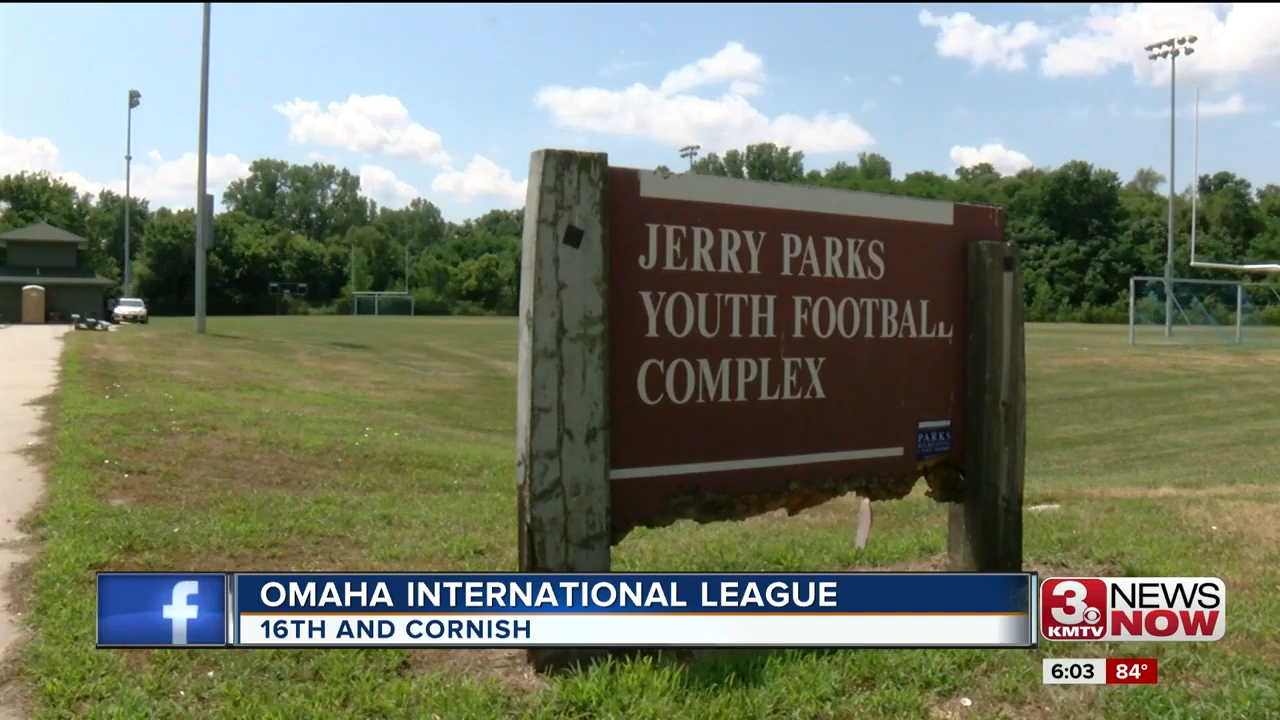 JERRY PARKS
YOUTH FOOTBALL
COMPLEX
PARKS
f
OMAHA INTERNATIONAL LEAGUE
16TH AND CORNISH
3
KMTV
NEWS
NOW
6:03 84°